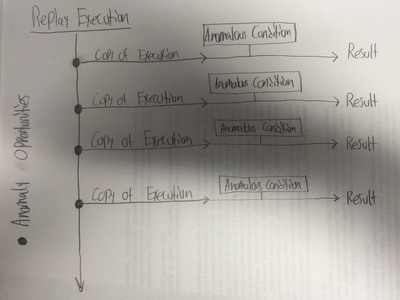 Replay Execution
Anomalous Condition
Copy of Execution
Result
Anomalous Condition
Copy of Execution
Result
Anomalous Condition
Copy of Execution
Result
Anomalous Condition
Copy of Execution
Result
Anomaly Opportunities